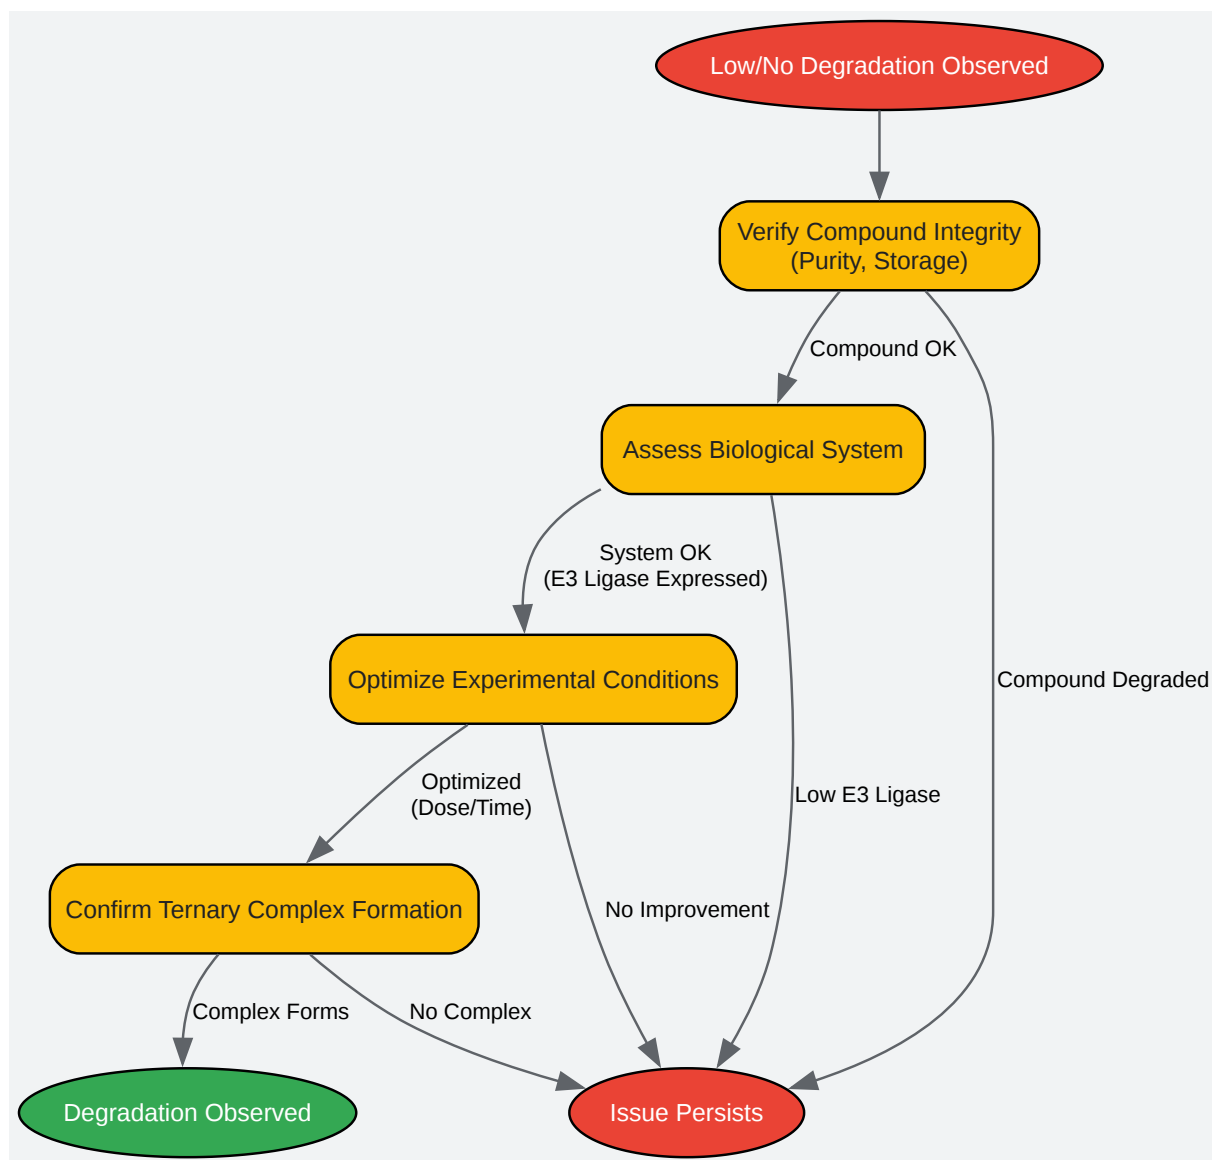 Low/No Degradation Observed
Verify Compound Integrity
(Purity, Storage)
Compound OK
Assess Biological System
System OK
(E3 Ligase Expressed)
Optimize Experimental Conditions
Compound Degraded
Optimized
(Dose/Time)
Low E3 Ligase
Confirm Ternary Complex Formation
No Improvement
Complex Forms
No Complex
Degradation Observed
Issue Persists